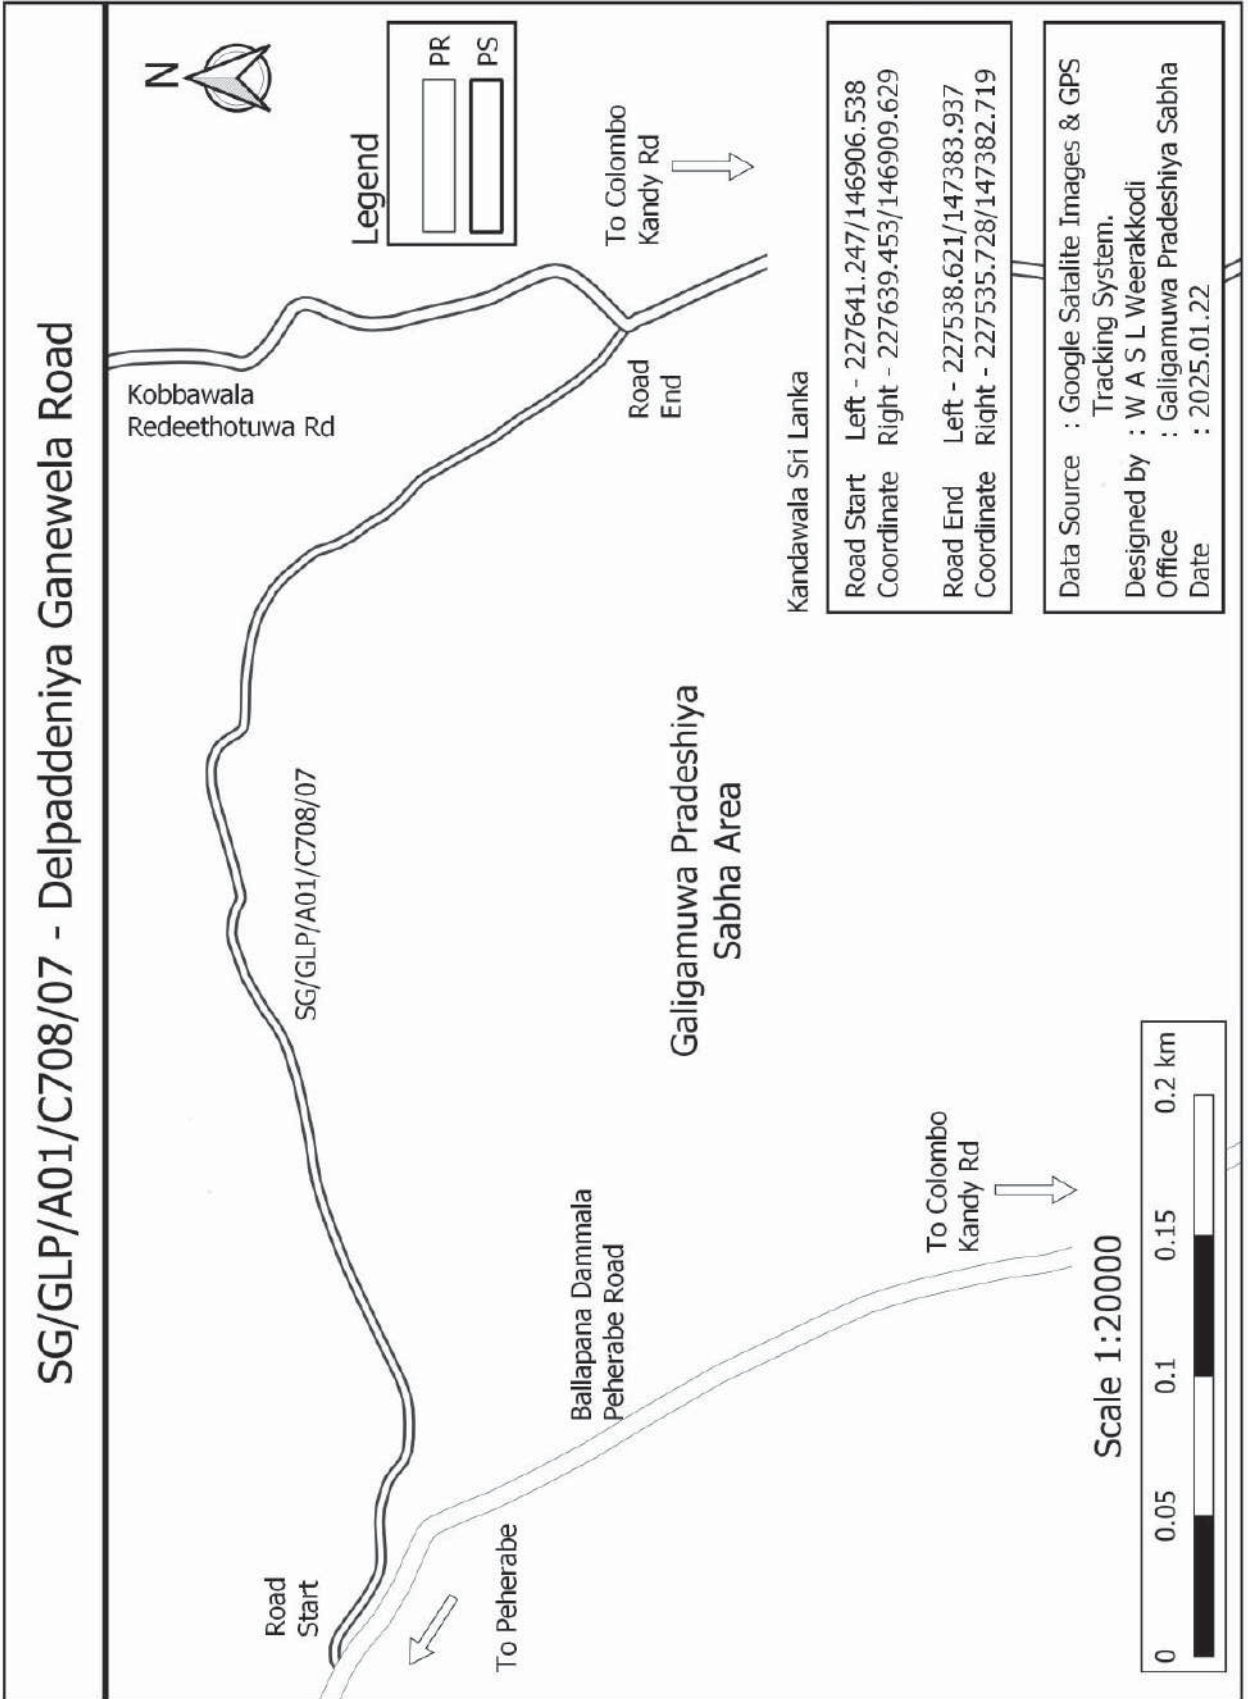 SG/GLP/A01/C708/07 - Delpaddeniya Ganewela Road
N
Legend
PR
PS
Kobbawala
Redeethotuwa Rd
To Colombo
Kandy Rd
Road
End
SG/GLP/A01/C708/07
Road
Start
To Peherabe
Ballapana Dammala
Peherabe Road
Galigamuwa Pradeshiya
Sabha Area
To Colombo
Kandy Rd
Kandawala Sri Lanka
Road Start Left - 227641.247/146906.538
Coordinate Right - 227639.453/146909.629
Road End Left - 227538.621/147383.937
Coordinate Right - 227535.728/147382.719
Data Source : Google Satalite Images & GPS
Tracking System.
Designed by : W A S L Weerakkodi
Office : Galigamuwa Pradeshiya Sabha
Date : 2025.01.22
Scale 1:20000
0 0.05 0.1 0.15 0.2 km